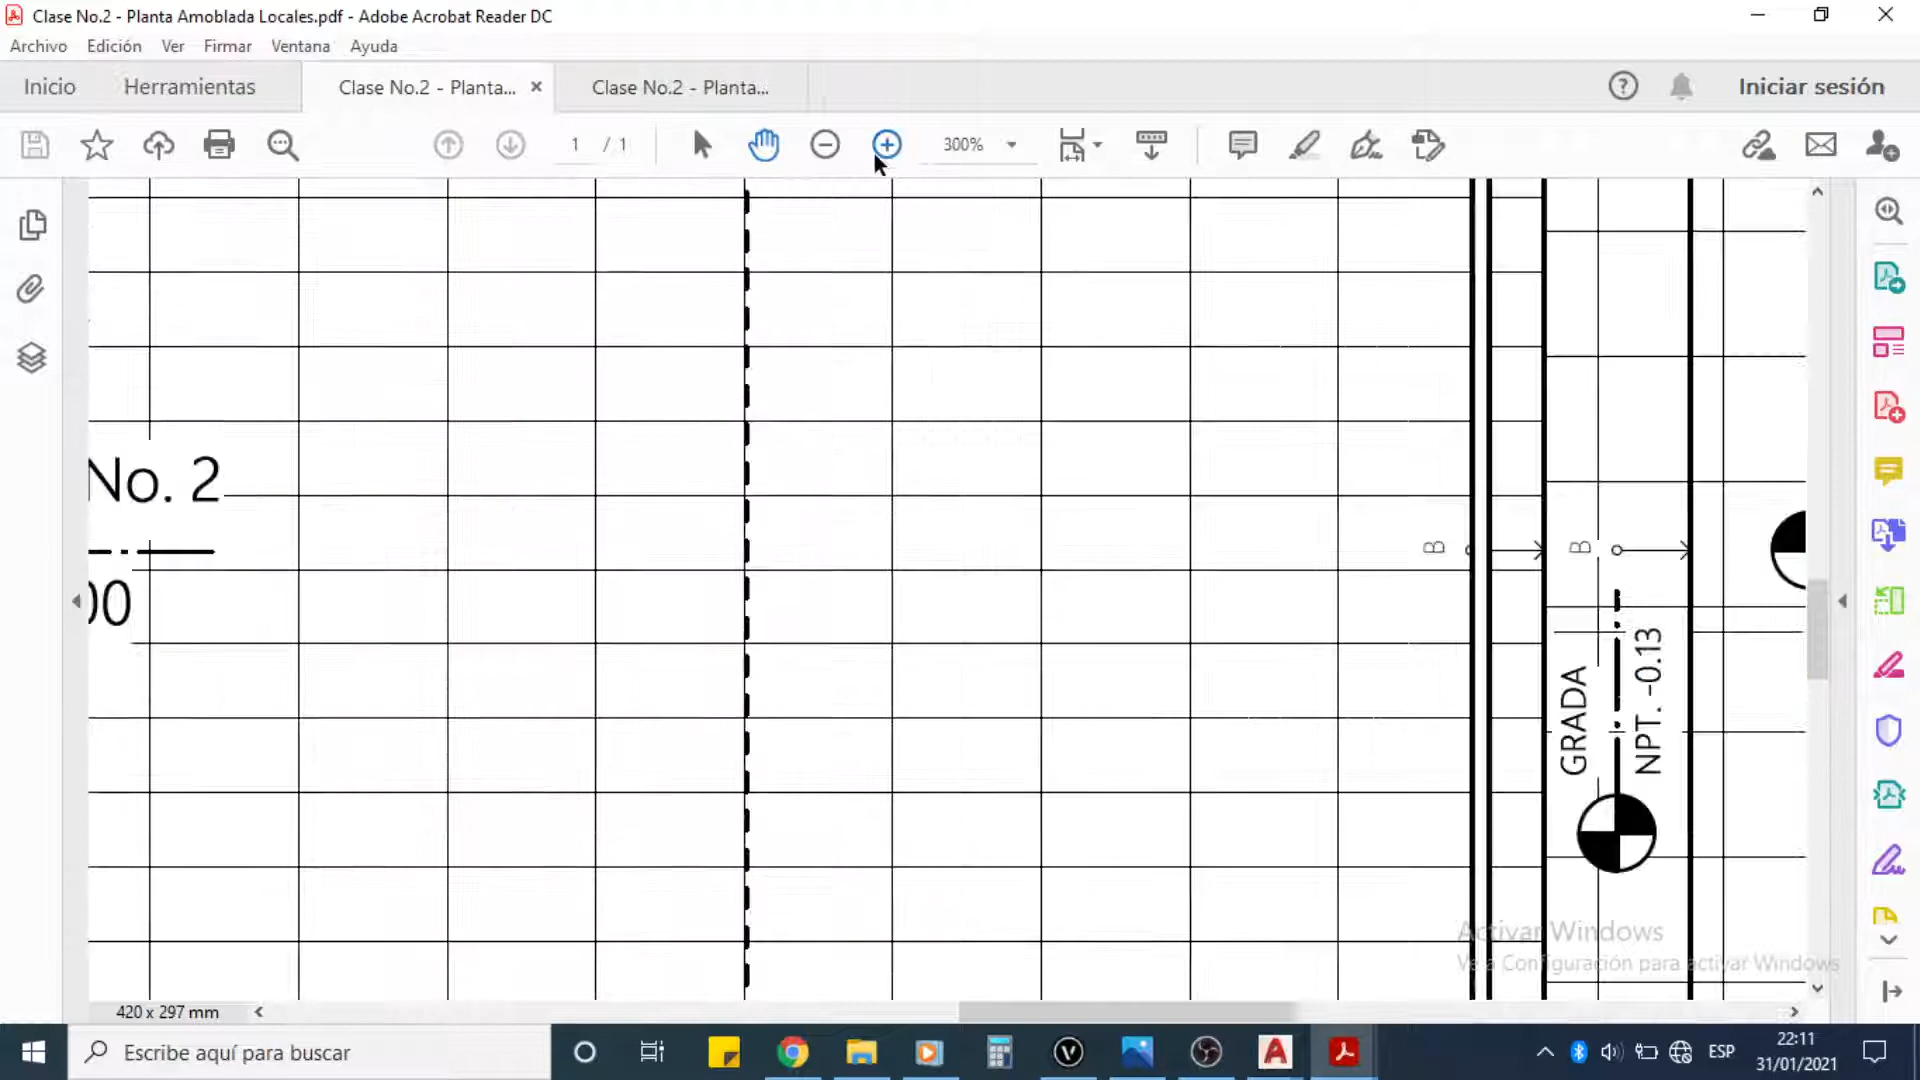 Clase No.2 - Planta Amoblada Locales.pdf - Adobe Acrobat Reader DC
Archivo Edición Ver Firmar Ventana Ayuda
Inicio Herramientas Clase No.2 - Planta... Clase No.2 - Planta... Iniciar sesión
1 / 1 300%
No. 2
00
B B
GRADA
NPT. -0.13
Activar Windows
Ve a Configuración para activar Windows
420 x 297 mm
Escribe aquí para buscar
ESP
22:11
31/01/2021